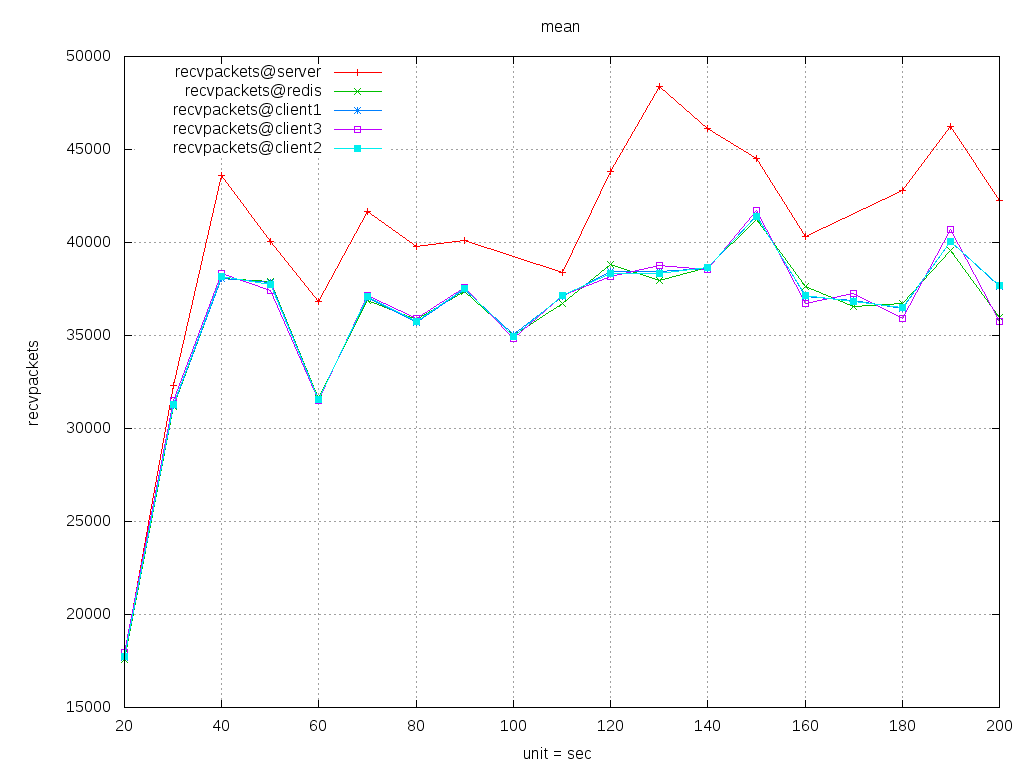 mean
50000
45000
40000
35000
30000
25000
20000
15000
recvpackets
recvpackets@server
recvpackets@redis
recvpackets@client1
recvpackets@client3
recvpackets@client2
20 40 60 80 100 120 140 160 180 200
unit = sec